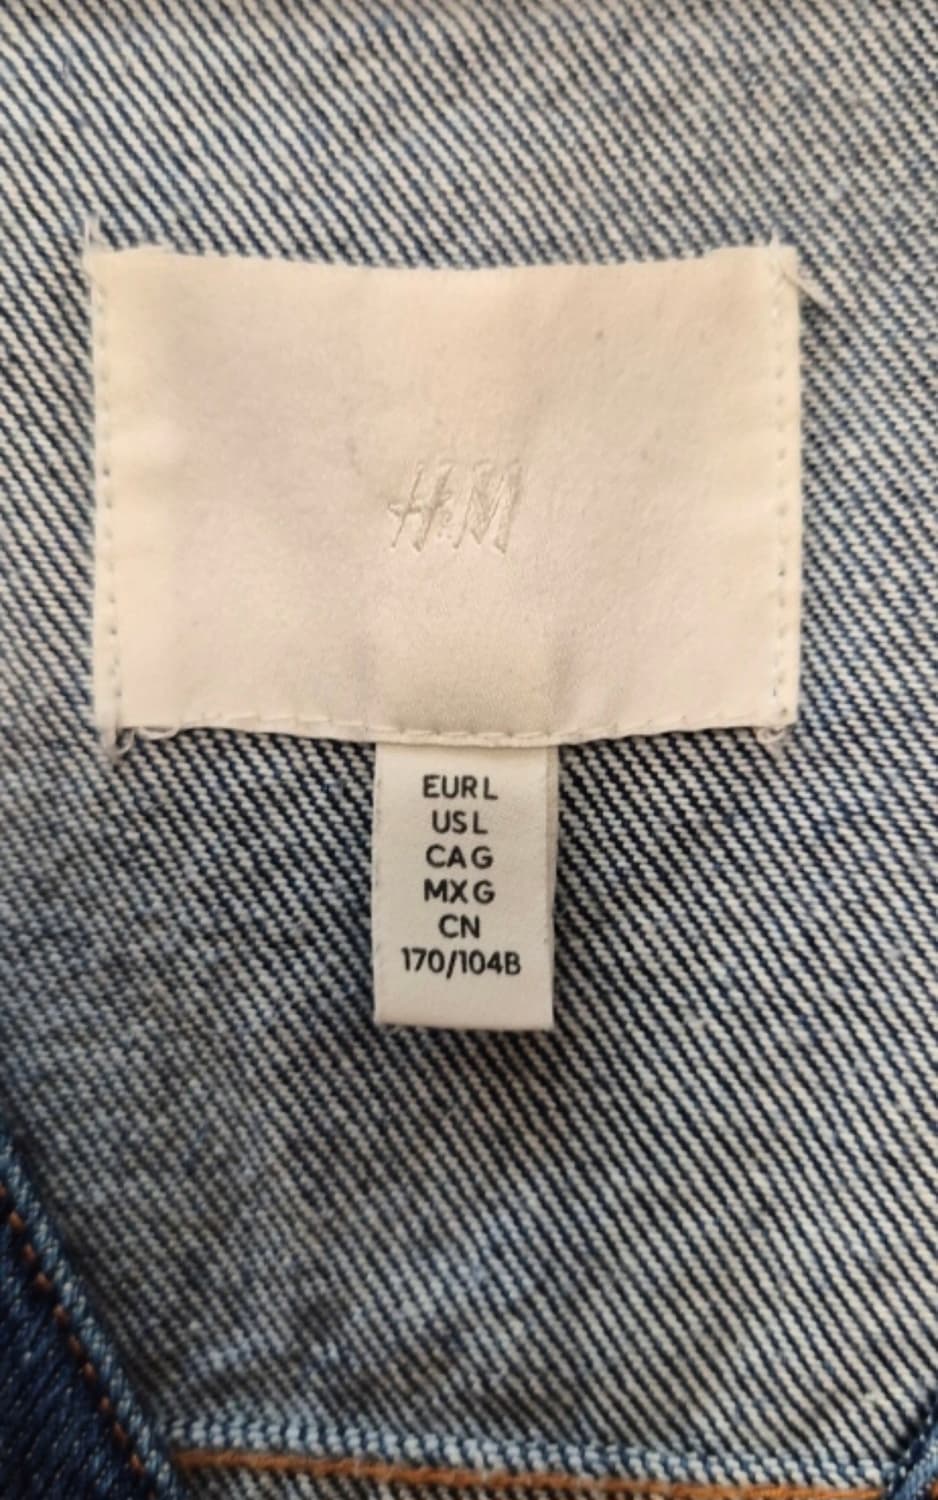 H&M
EUR L
US L
CA G
MX G
CN
170/104B